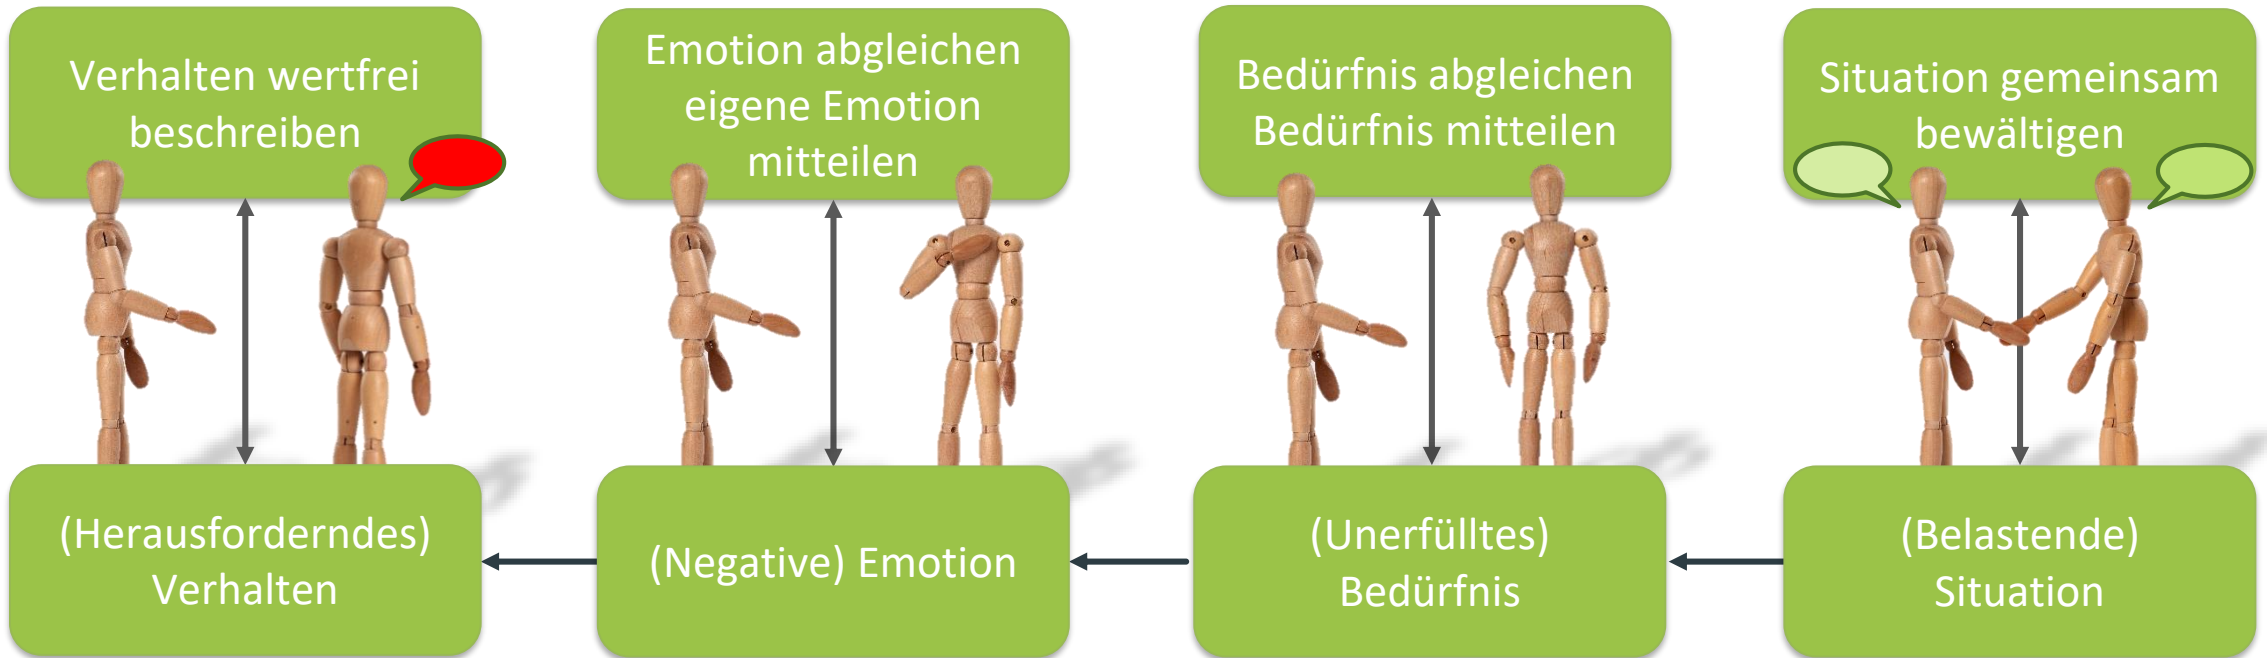 Verhalten wertfrei
beschreiben
Emotion abgleichen
eigene Emotion
mitteilen
Bedürfnis abgleichen
Bedürfnis mitteilen
Situation gemeinsam
bewältigen
(Herausforderndes)
Verhalten
(Negative) Emotion
(Unerfülltes)
Bedürfnis
(Belastende)
Situation